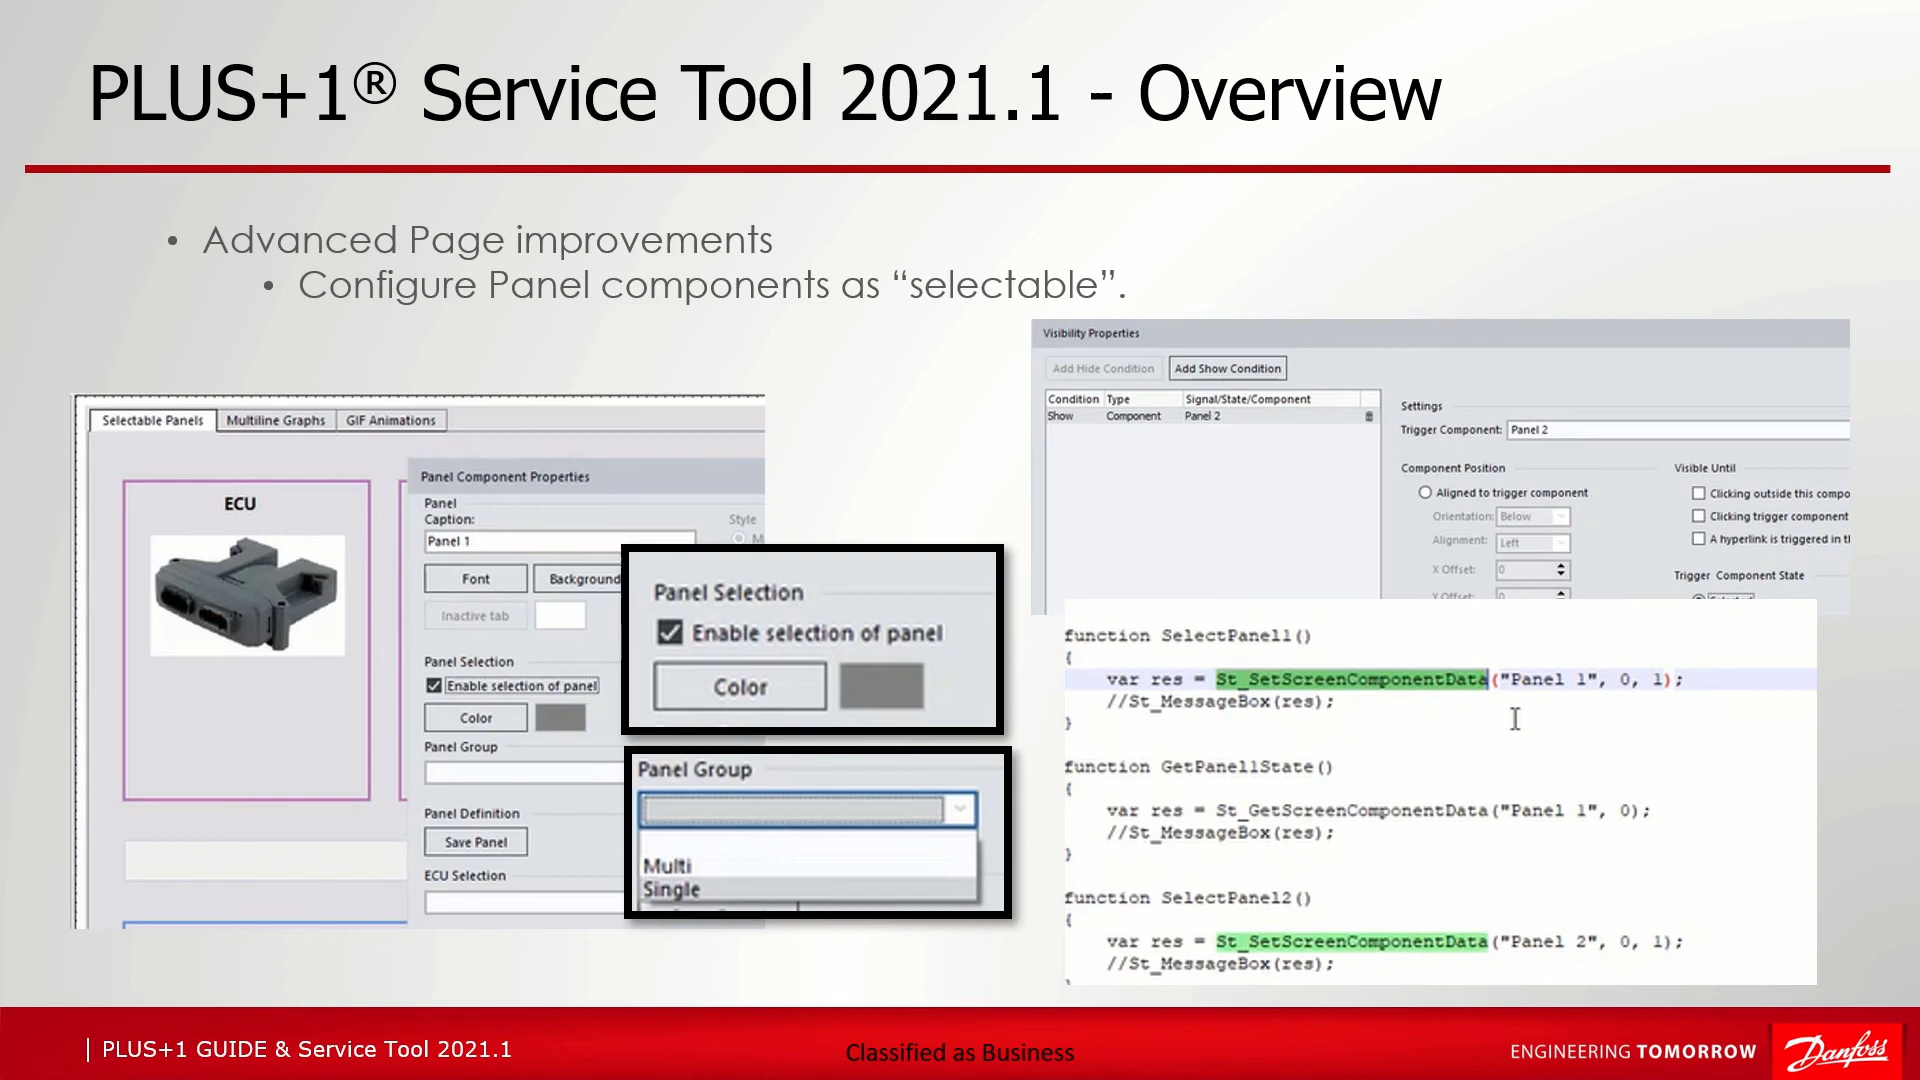 PLUS+1® Service Tool 2021.1 - Overview
• Advanced Page improvements
• Configure Panel components as “selectable”.
Selectable Panels
Multiline Graphs
GIF Animations
ECU
Panel Component Properties
Panel
Caption:
Style
Panel 1
M
Font
Background
Inactive tab
Panel Selection
Enable selection of panel
Color
Panel Group
Panel Definition
Save Panel
ECU Selection
Panel Selection
Enable selection of panel
Color
Panel Group
Multi
Single
Visibility Properties
Add Hide Condition
Add Show Condition
Condition Type Signal/State/Component
Show Component Panel 2
Settings
Trigger Component: Panel 2
Component Position
Aligned to trigger component
Orientation: Below
Alignment: Left
X Offset: 0
Y Offset: 0
Visible Until
Clicking outside this compo
Clicking trigger component
A hyperlink is triggered in t
Trigger Component State
Selected
function SelectPanel1()
{
var res = St_SetScreenComponentData("Panel 1", 0, 1);
//St_MessageBox(res);
}
function GetPanel1State()
{
var res = St_GetScreenComponentData("Panel 1", 0);
//St_MessageBox(res);
}
function SelectPanel2()
{
var res = St_SetScreenComponentData("Panel 2", 0, 1);
//St_MessageBox(res);
}
| PLUS+1 GUIDE & Service Tool 2021.1
Classified as Business
ENGINEERING TOMORROW
Danfoss